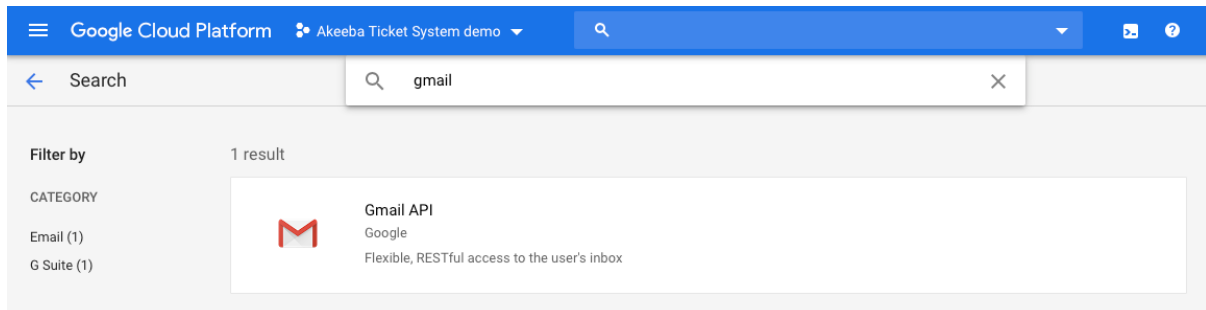 Google Cloud Platform Akeeba Ticket System demo
Search gmail
Filter by 1 result
CATEGORY
Email (1)
G Suite (1)
Gmail API
Google
Flexible, RESTful access to the user's inbox